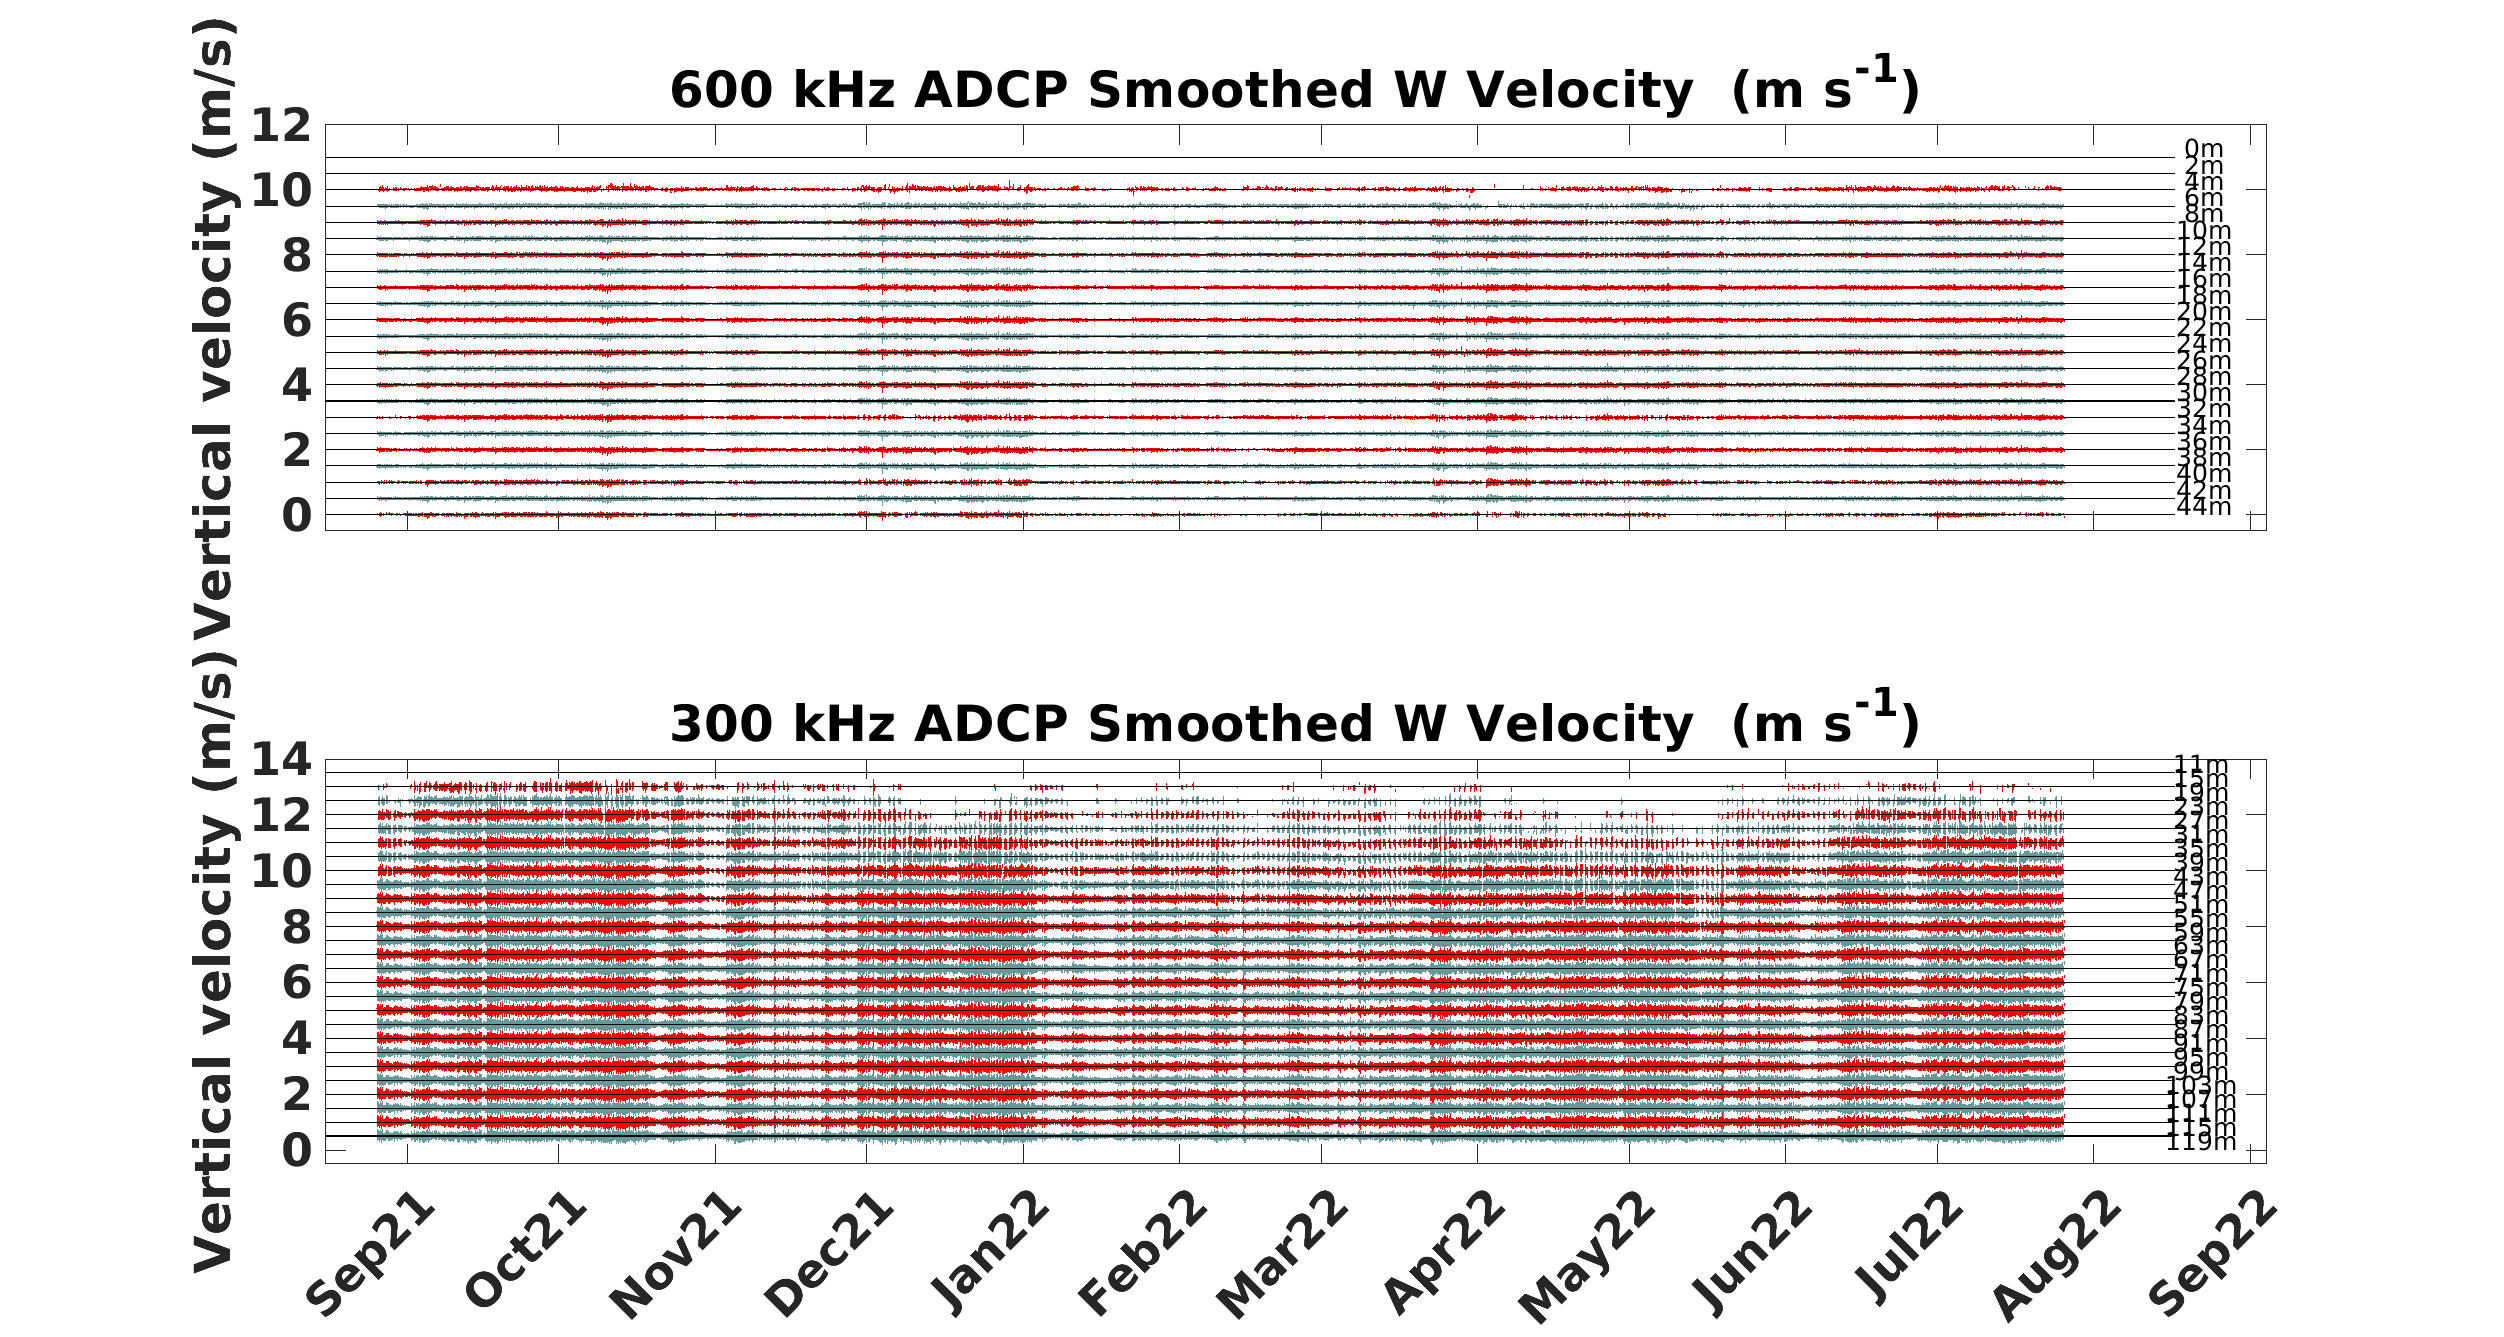 600 kHz ADCP Smoothed W Velocity (m s-1)
Vertical velocity (m/s)
12
10
8
6
4
2
0
0m
2m
4m
6m
8m
10m
12m
14m
16m
18m
20m
22m
24m
26m
28m
30m
32m
34m
36m
38m
40m
42m
44m
300 kHz ADCP Smoothed W Velocity (m s-1)
Vertical velocity (m/s)
14
12
10
8
6
4
2
0
11m
15m
19m
23m
27m
31m
35m
39m
43m
47m
51m
55m
59m
63m
67m
71m
75m
79m
83m
87m
91m
95m
99m
103m
107m
111m
115m
119m
Sep21
Oct21
Nov21
Dec21
Jan22
Feb22
Mar22
Apr22
May22
Jun22
Jul22
Aug22
Sep22